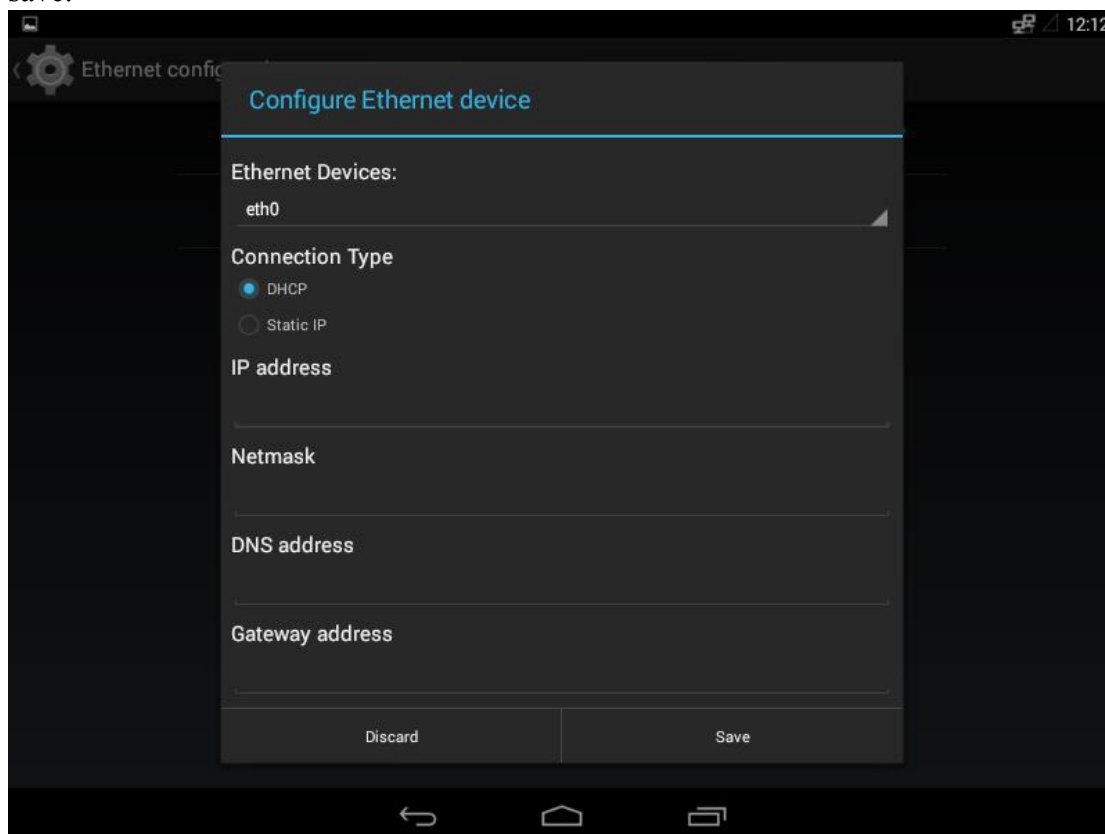 save.
12:12
Ethernet config
Configure Ethernet device
Ethernet Devices:
eth0
Connection Type
DHCP
Static IP
IP address
Netmask
DNS address
Gateway address
Discard
Save